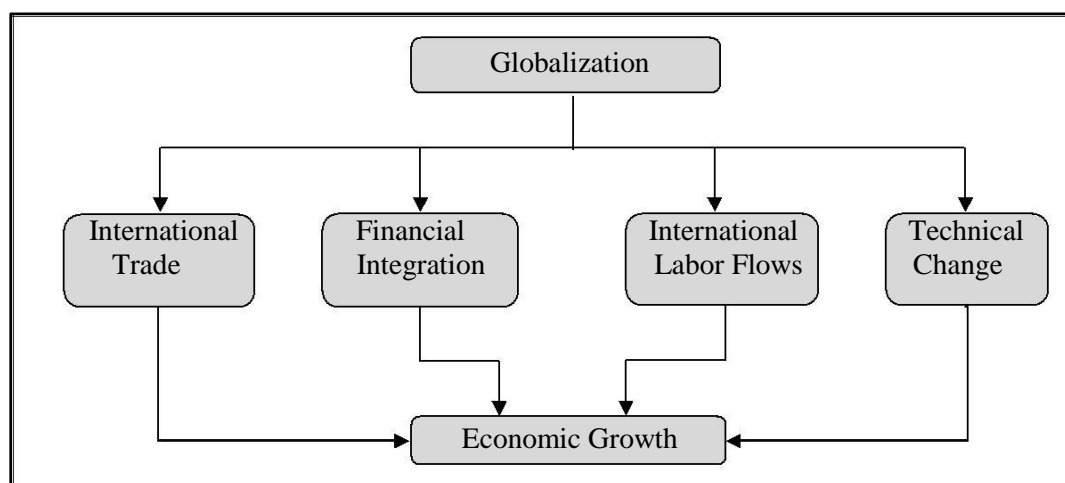 Globalization
International
Trade
Financial
Integration
International
Labor Flows
Technical
Change
Economic Growth